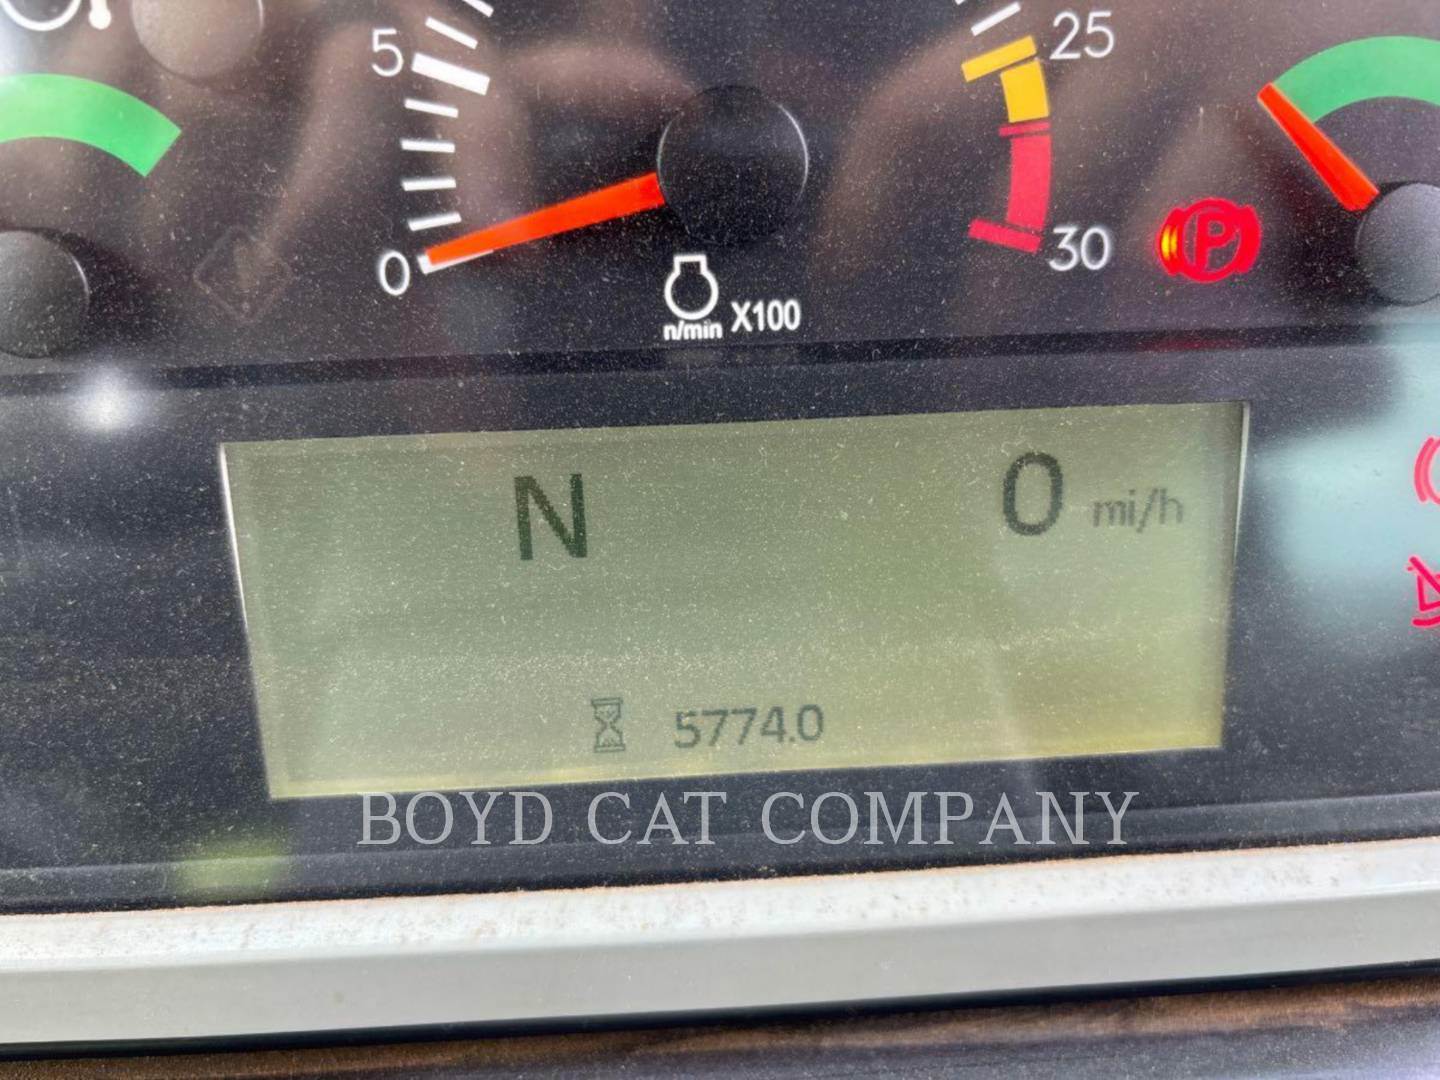 5
25
0
30
P
n/min X100
N
0 mi/h
5774.0
BOYD CAT COMPANY